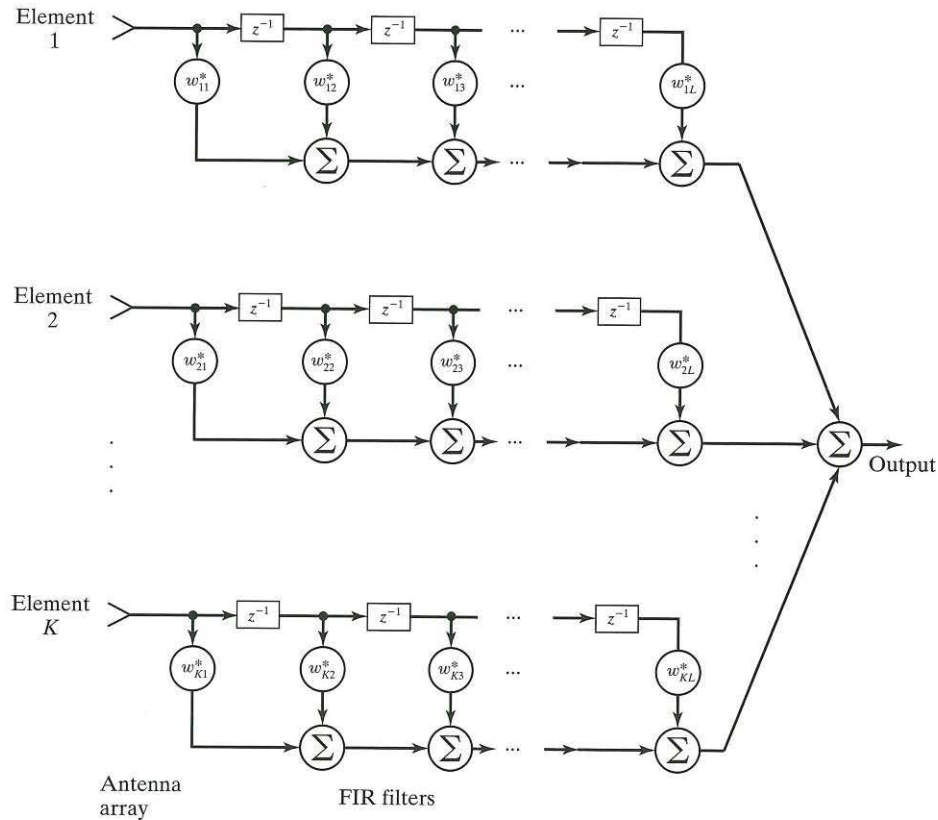 Element
1
z⁻¹
z⁻¹
...
z⁻¹
w*₁₁
w*₁₂
w*₁₃
...
w*₁L
Σ
Σ
...
Σ
Element
2
z⁻¹
z⁻¹
...
z⁻¹
w*₂₁
w*₂₂
w*₂₃
...
w*₂L
Σ
Σ
...
Σ
Σ
Output
Element
K
z⁻¹
z⁻¹
...
z⁻¹
w*K1
w*K2
w*K3
...
w*KL
Σ
Σ
...
Σ
Antenna
array
FIR filters